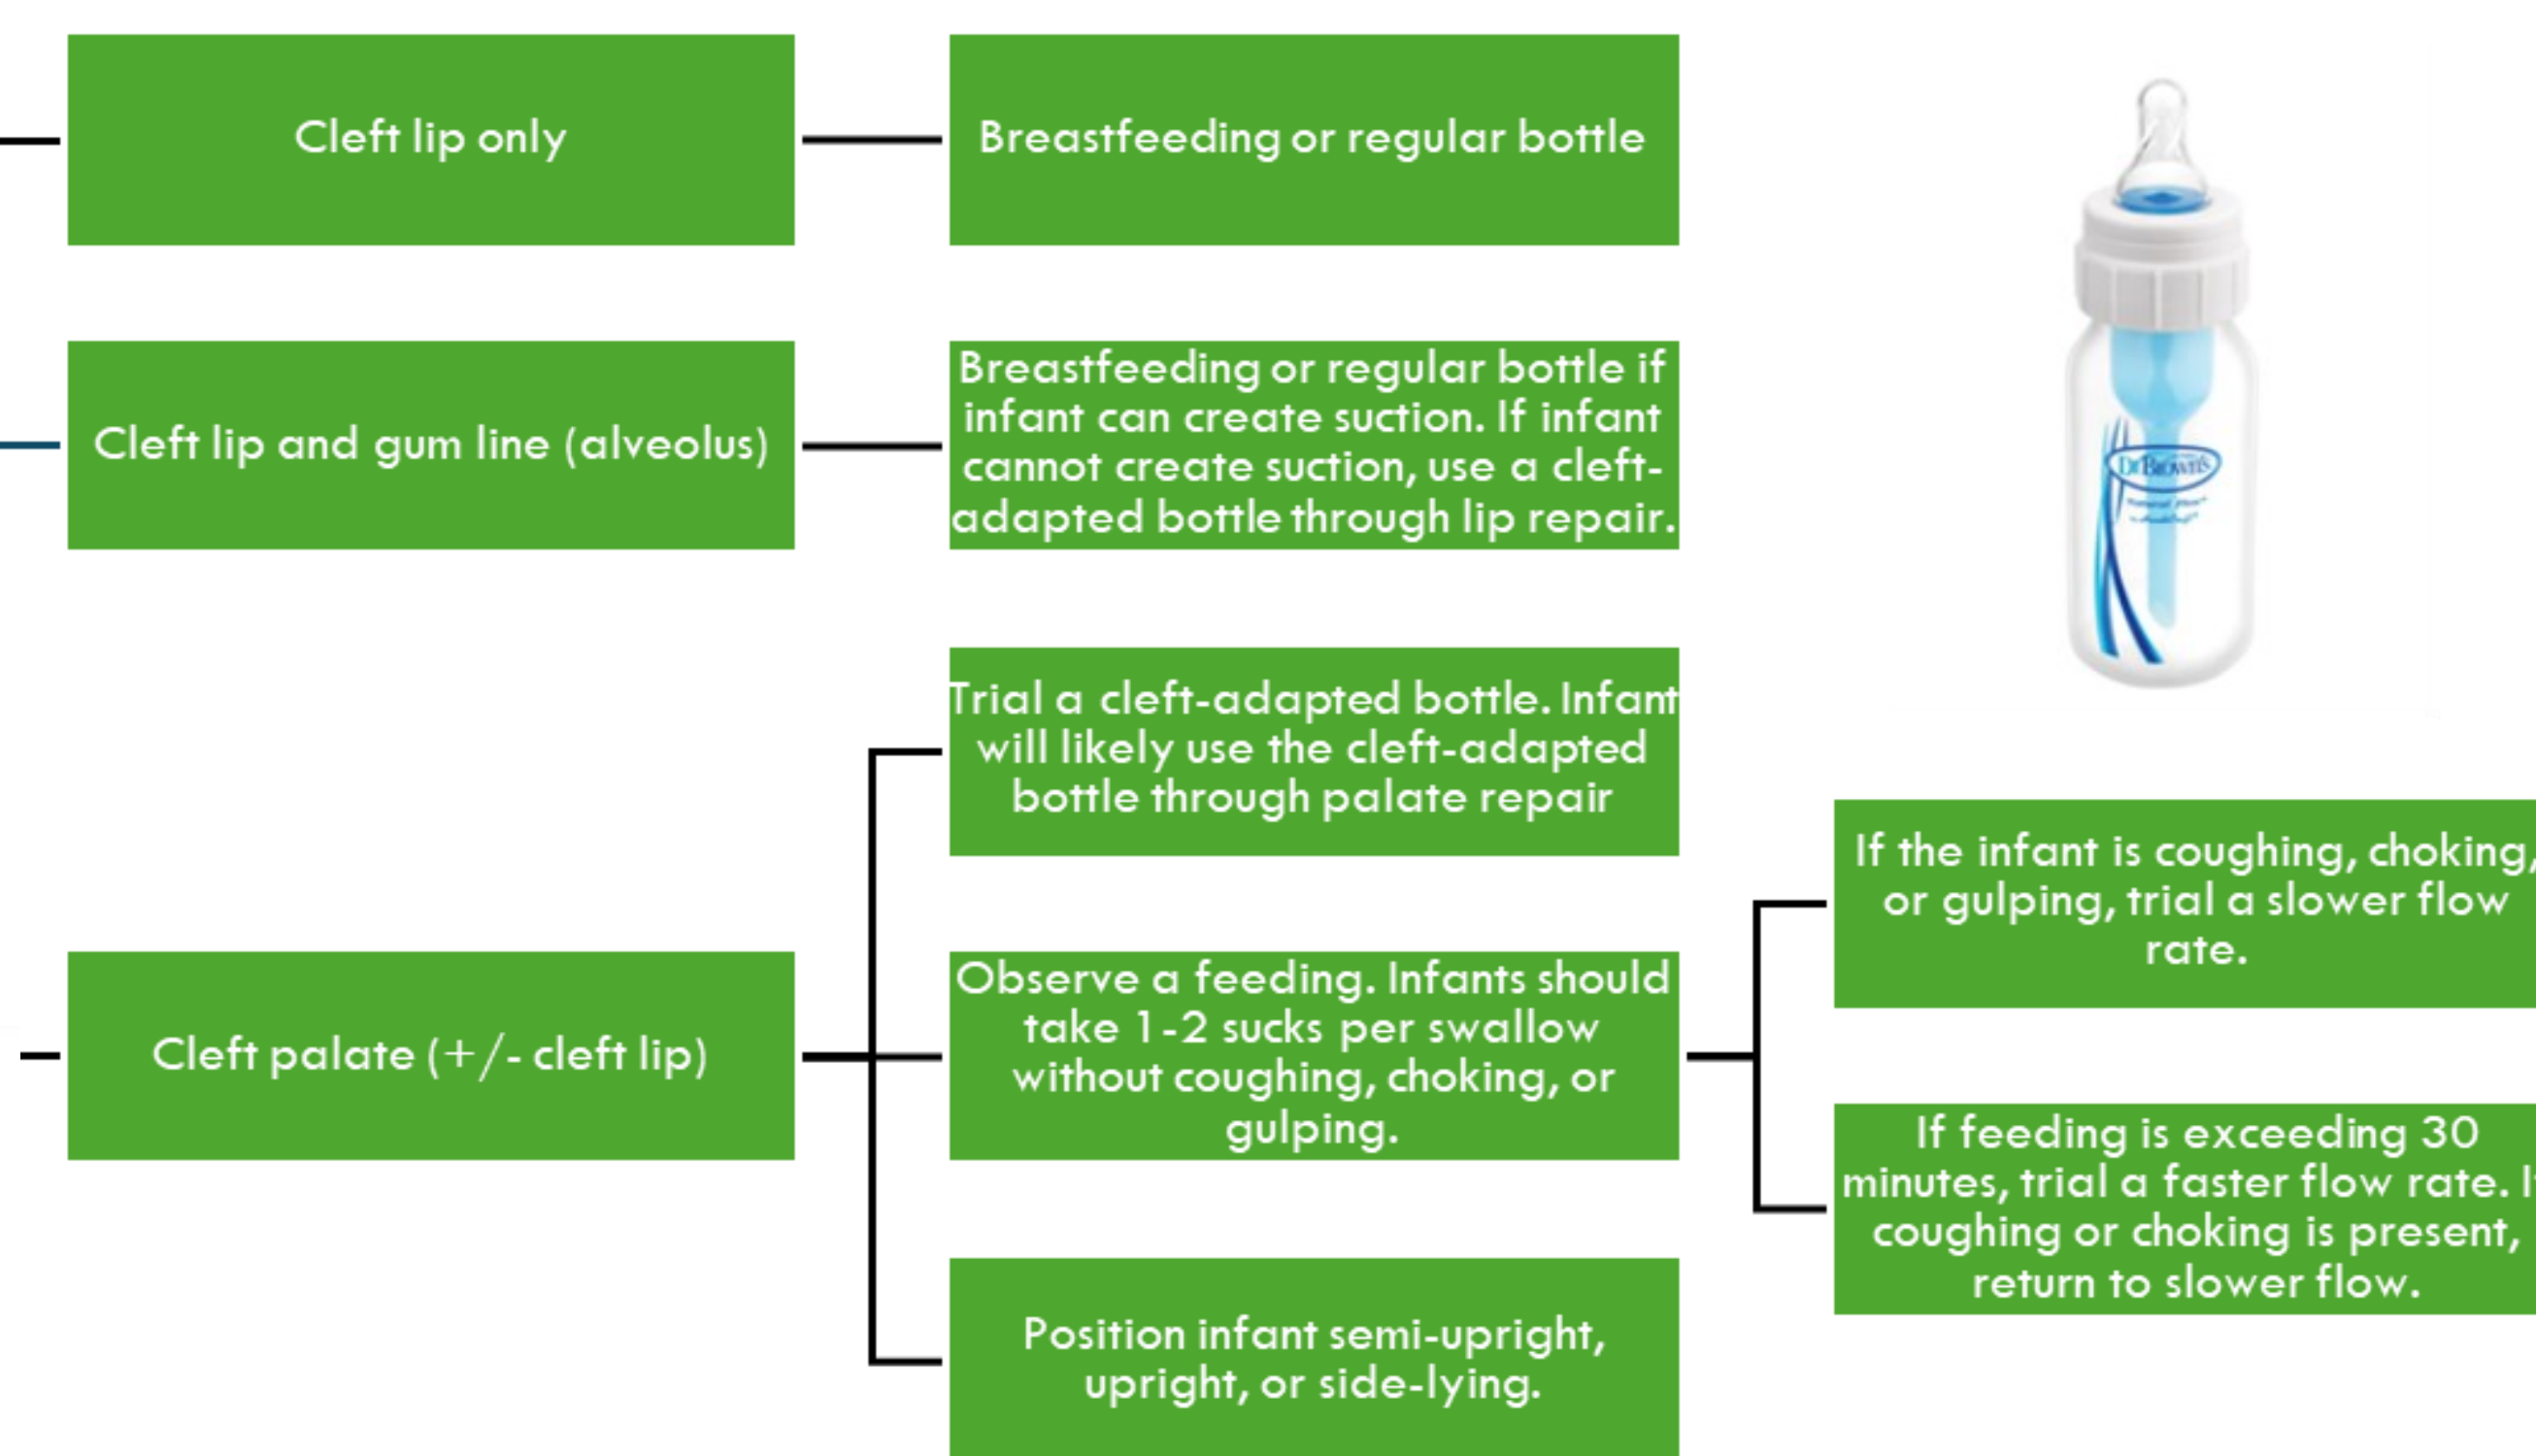 Cleft lip only
Breastfeeding or regular bottle
Cleft lip and gum line (alveolus)
Breastfeeding or regular bottle if
infant can create suction. If infant
cannot create suction, use a cleft-
adapted bottle through lip repair.
Dr Brown's
Trial a cleft-adapted bottle. Infant
will likely use the cleft-adapted
bottle through palate repair
Cleft palate (+/- cleft lip)
Observe a feeding. Infants should
take 1-2 sucks per swallow
without coughing, choking, or
gulping.
Position infant semi-upright,
upright, or side-lying.
If the infant is coughing, choking,
or gulping, trial a slower flow
rate.
If feeding is exceeding 30
minutes, trial a faster flow rate. If
coughing or choking is present,
return to slower flow.